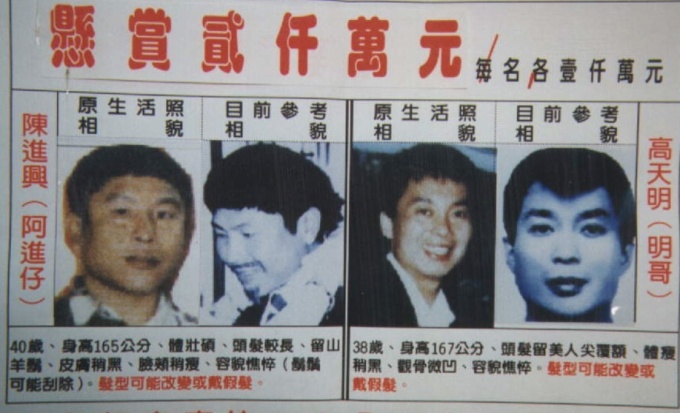 懸賞貳仟萬元
每名各壹仟萬元
陳進興（阿進仔）
原生活照
相　　貌
目前參考
相　　貌
原生活照
相　　貌
目前參考
相　　貌
高天明（明哥）
40歲、身高165公分、體壯碩、頭髮較長、留山
羊鬍、皮膚稍黑、臉頰稍瘦、容貌憔悴（鬍鬚
可能刮除）。髮型可能改變或戴假髮。
38歲、身高167公分、頭髮留美人尖覆額、體瘦
稍黑、觀骨微凹、容貌憔悴。髮型可能改變或
戴假髮。